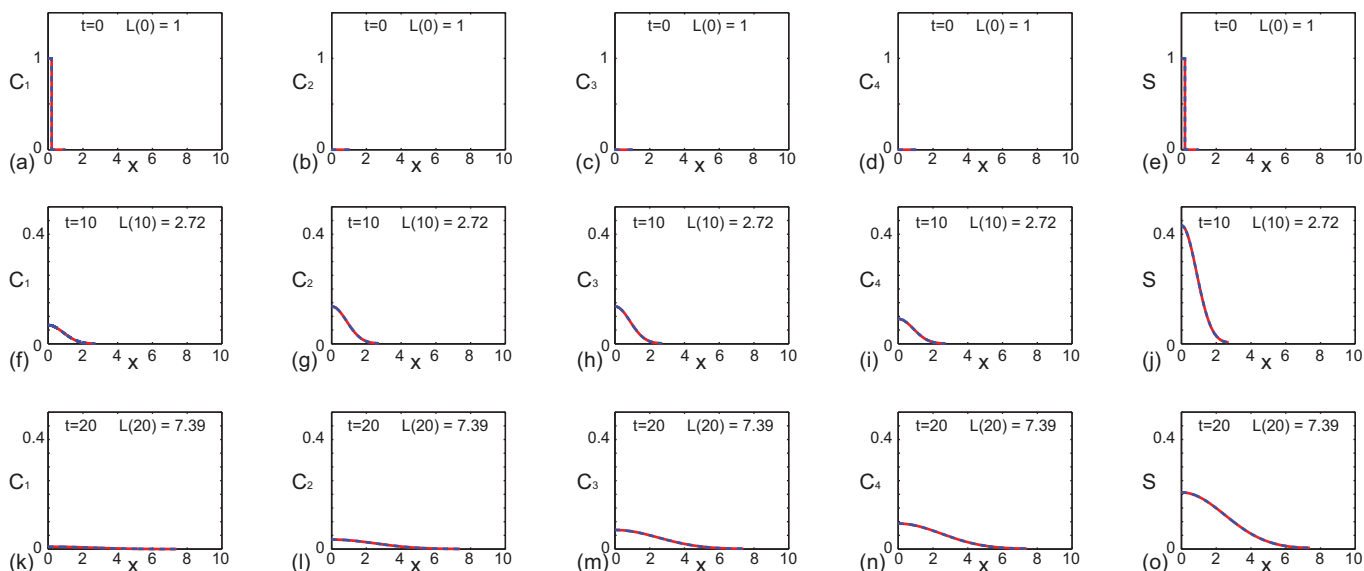 t=0 L(0) = 1 t=0 L(0) = 1 t=0 L(0) = 1 t=0 L(0) = 1 t=0 L(0) = 1
1 1 1 1 1
C₁ C₂ C₃ C₄ S
0 0 0 0 0
(a) 0 2 4 6 8 10 (b) 0 2 4 6 8 10 (c) 0 2 4 6 8 10 (d) 0 2 4 6 8 10 (e) 0 2 4 6 8 10
x x x x x
t=10 L(10) = 2.72 t=10 L(10) = 2.72 t=10 L(10) = 2.72 t=10 L(10) = 2.72 t=10 L(10) = 2.72
0.4 0.4 0.4 0.4 0.4
C₁ C₂ C₃ C₄ S
0 0 0 0 0
(f) 0 2 4 6 8 10 (g) 0 2 4 6 8 10 (h) 0 2 4 6 8 10 (i) 0 2 4 6 8 10 (j) 0 2 4 6 8 10
x x x x x
t=20 L(20) = 7.39 t=20 L(20) = 7.39 t=20 L(20) = 7.39 t=20 L(20) = 7.39 t=20 L(20) = 7.39
0.4 0.4 0.4 0.4 0.4
C₁ C₂ C₃ C₄ S
0 0 0 0 0
(k) 0 2 4 6 8 10 (l) 0 2 4 6 8 10 (m) 0 2 4 6 8 10 (n) 0 2 4 6 8 10 (o) 0 2 4 6 8 10
x x x x x